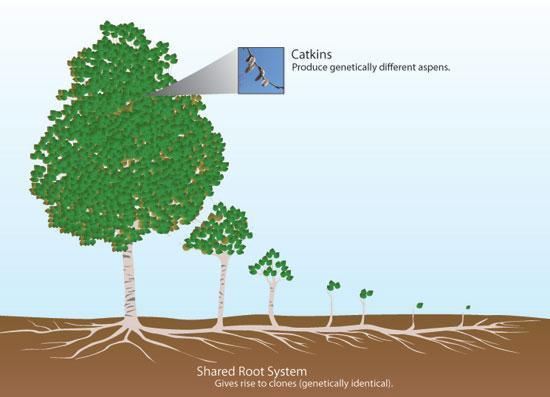 Catkins
Produce genetically different aspens.
Shared Root System
Gives rise to clones (genetically identical).